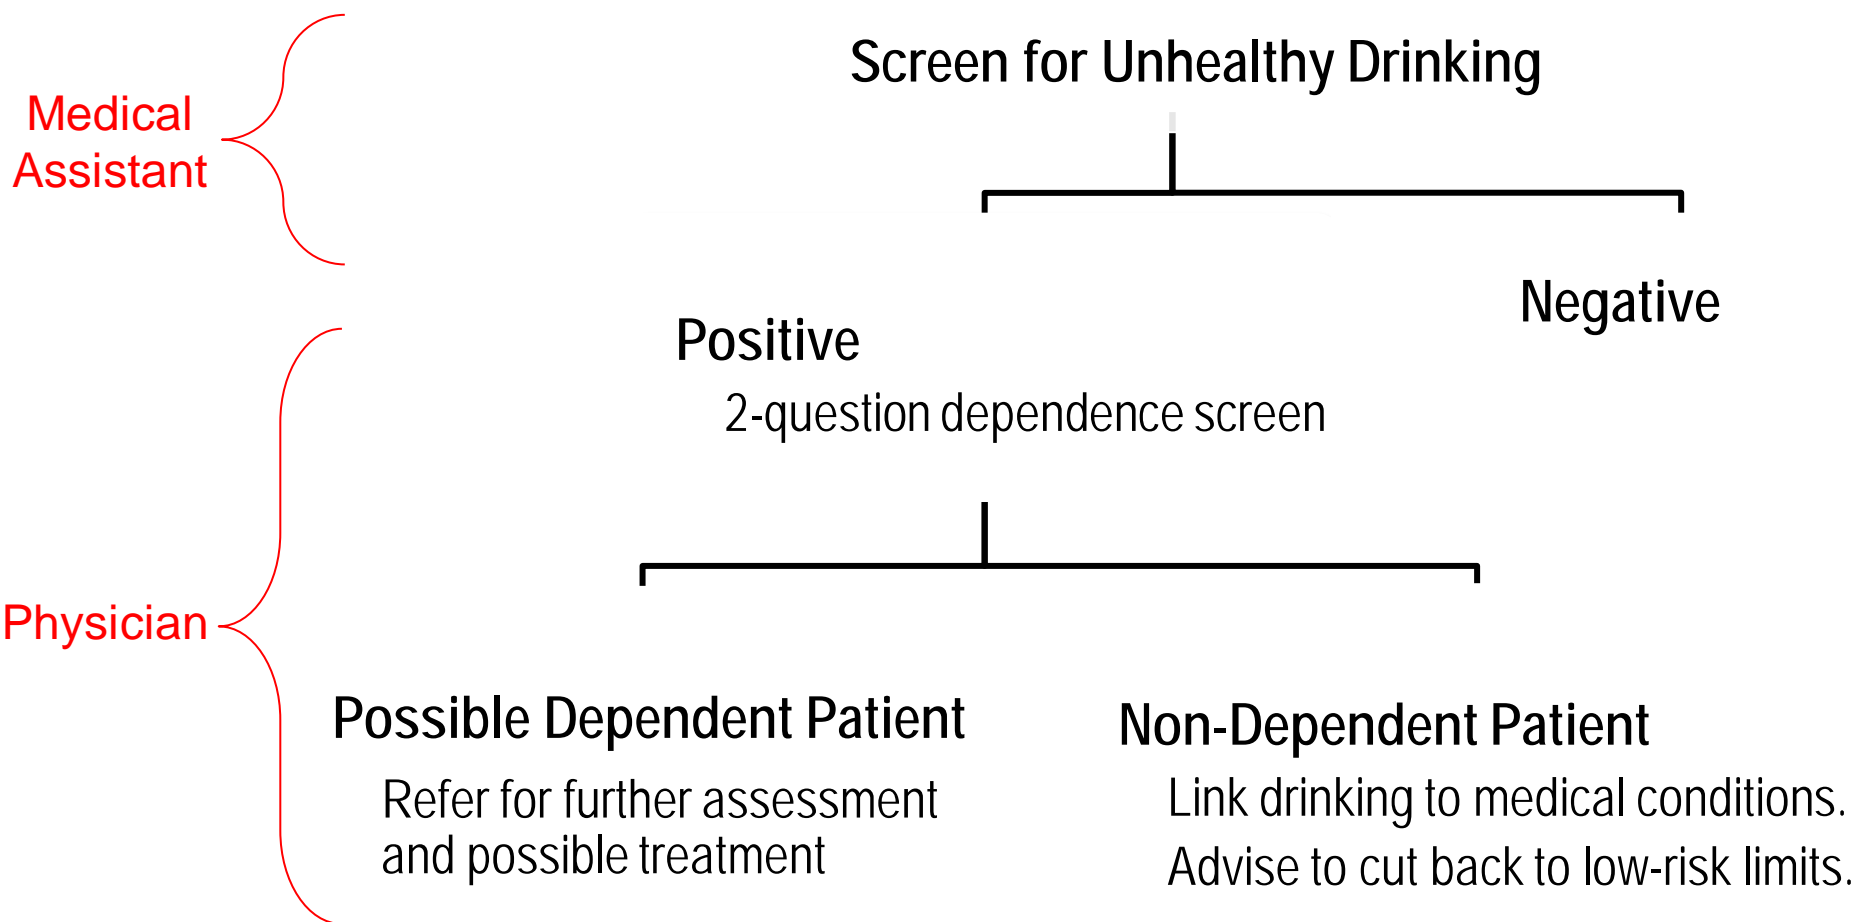 Screen for Unhealthy Drinking
Medical
Assistant
Negative
Positive
2-question dependence screen
Physician
Possible Dependent Patient
Refer for further assessment
and possible treatment
Non-Dependent Patient
Link drinking to medical conditions.
Advise to cut back to low-risk limits.